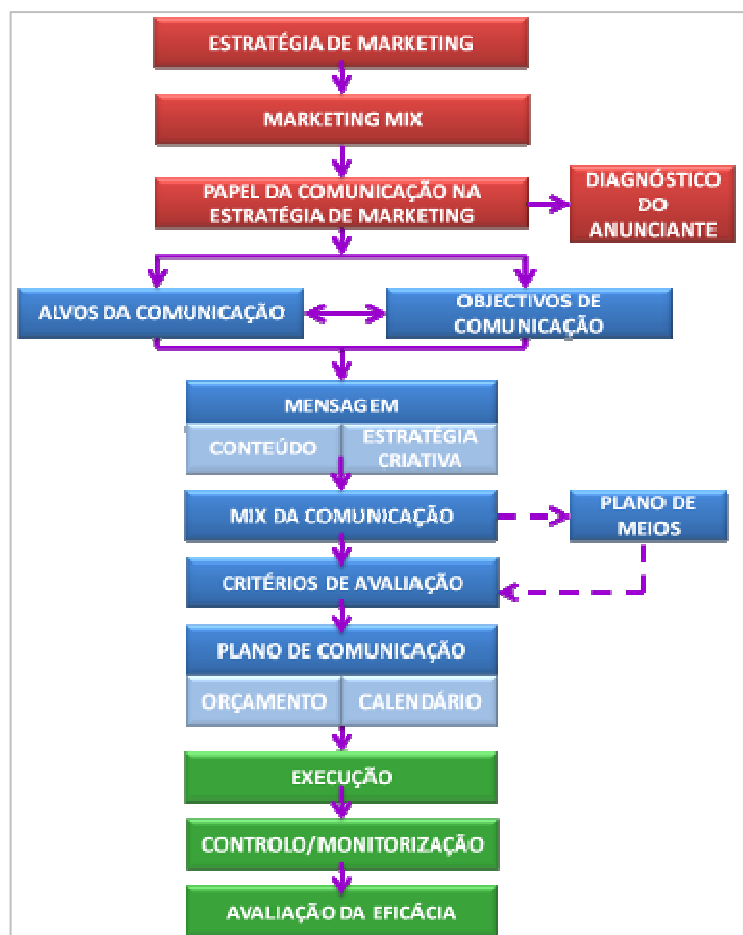 ESTRATÉGIA DE MARKETING
MARKETING MIX
PAPEL DA COMUNICAÇÃO NA
ESTRATÉGIA DE MARKETING
DIAGNÓSTICO
DO
ANUNCIANTE
ALVOS DA COMUNICAÇÃO
OBJECTIVOS DE
COMUNICAÇÃO
MENSAGEM
CONTEÚDO
ESTRATÉGIA
CRIATIVA
MIX DA COMUNICAÇÃO
PLANO DE
MEIOS
CRITÉRIOS DE AVALIAÇÃO
PLANO DE COMUNICAÇÃO
ORÇAMENTO
CALENDÁRIO
EXECUÇÃO
CONTROLO/MONITORIZAÇÃO
AVALIAÇÃO DA EFICÁCIA